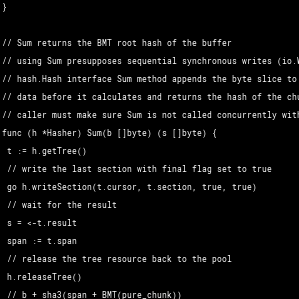 }
// Sum returns the BMT root hash of the buffer
// using Sum presupposes sequential synchronous writes (io.
// hash.Hash interface Sum method appends the byte slice to
// data before it calculates and returns the hash of the
// caller must make sure Sum is not called concurrently
func (h *Hasher) Sum(b []byte) (s []byte) {
t := h.getTree()
// write the last section with final flag set to true
go h.writeSection(t.cursor, t.section, true, true)
// wait for the result
s = <-t.result
span := t.span
// release the tree resource back to the pool
h.releaseTree()
// b + sha3(span + BMT(pure_chunk))